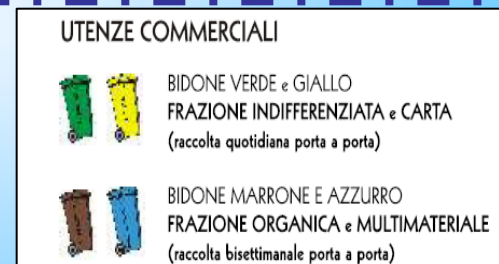 UTENZE COMMERCIALI
BIDONE VERDE e GIALLO
FRAZIONE INDIFFERENZIATA e CARTA
(raccolta quotidiana porta a porta)
BIDONE MARRONE E AZZURRO
FRAZIONE ORGANICA e MULTIMATERIALE
(raccolta bisettimanale porta a porta)